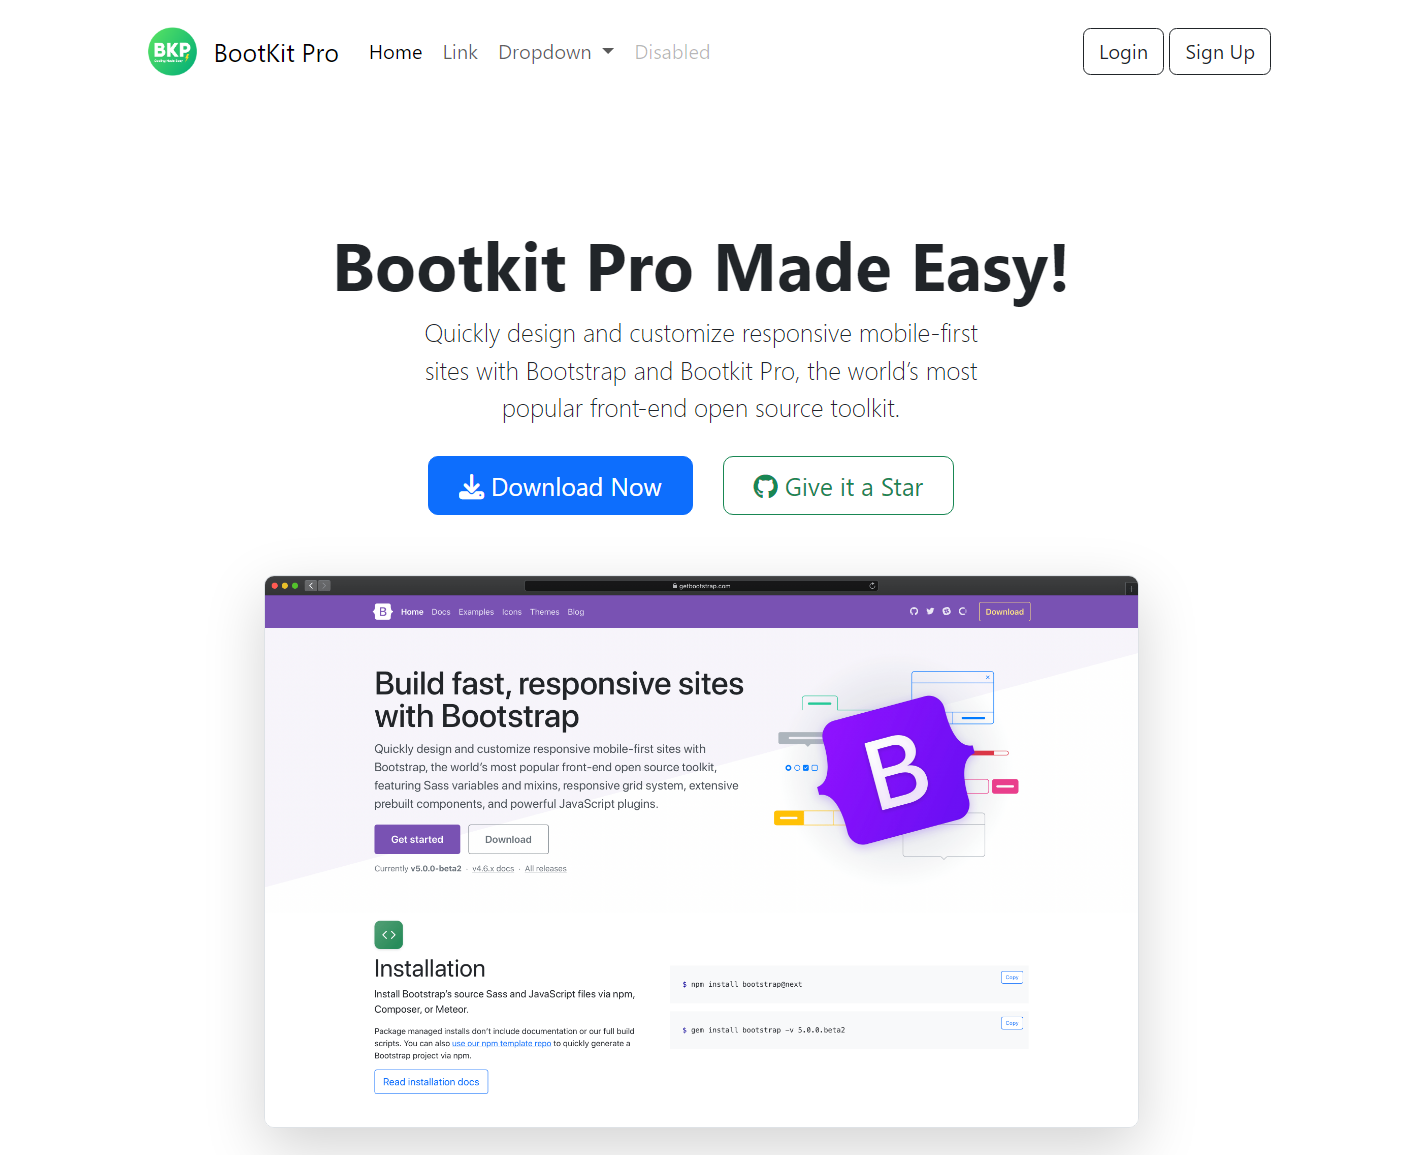 BKP
BootKit Pro
Home
Link
Dropdown
Disabled
Login
Sign Up
Bootkit Pro Made Easy!
Quickly design and customize responsive mobile-first
sites with Bootstrap and Bootkit Pro, the world's most
popular front-end open source toolkit.
Download Now
Give it a Star
getbootstrap.com
B
Home
Docs
Examples
Icons
Themes
Blog
Download
Build fast, responsive sites
with Bootstrap
Quickly design and customize responsive mobile-first sites with
Bootstrap, the world's most popular front-end open source toolkit,
featuring Sass variables and mixins, responsive grid system, extensive
prebuilt components, and powerful JavaScript plugins.
Get started
Download
Currently v5.0.0-beta2 · v4.6.x docs · All releases
B
Installation
Install Bootstrap's source Sass and JavaScript files via npm,
Composer, or Meteor.
Package managed installs don't include documentation or our full build
scripts. You can also use our npm template repo to quickly generate a
Bootstrap project via npm.
Read installation docs
$ npm install bootstrap@next
Copy
$ gem install bootstrap -v 5.0.0.beta2
Copy